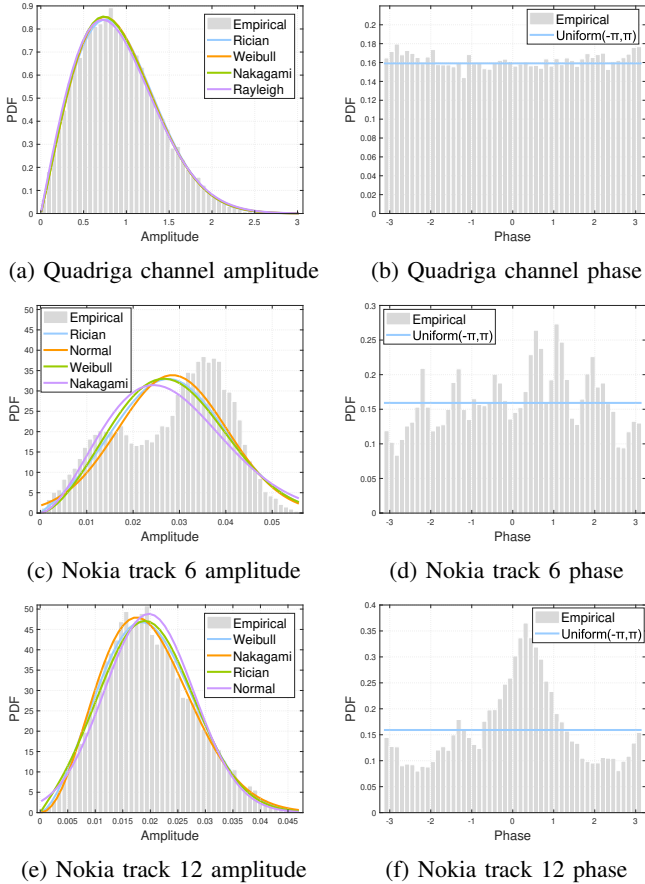 0.9
0.8
0.7
0.6
0.5
0.4
0.3
0.2
0.1
0
PDF
0 0.5 1 1.5 2 2.5 3
Amplitude
Empirical
Rician
Weibull
Nakagami
Rayleigh
(a) Quadriga channel amplitude
0.2
0.18
0.16
0.14
0.12
0.1
0.08
0.06
0.04
0.02
0
PDF
-3 -2 -1 0 1 2 3
Phase
Empirical
Uniform(-π,π)
(b) Quadriga channel phase
50
45
40
35
30
25
20
15
10
5
0
PDF
0 0.01 0.02 0.03 0.04 0.05
Amplitude
Empirical
Rician
Normal
Weibull
Nakagami
(c) Nokia track 6 amplitude
0.3
0.25
0.2
0.15
0.1
0.05
0
PDF
-3 -2 -1 0 1 2 3
Phase
Empirical
Uniform(-π,π)
(d) Nokia track 6 phase
50
45
40
35
30
25
20
15
10
5
0
PDF
0 0.005 0.01 0.015 0.02 0.025 0.03 0.035 0.04 0.045
Amplitude
Empirical
Weibull
Nakagami
Rician
Normal
(e) Nokia track 12 amplitude
0.4
0.35
0.3
0.25
0.2
0.15
0.1
0.05
0
PDF
-3 -2 -1 0 1 2 3
Phase
Empirical
Uniform(-π,π)
(f) Nokia track 12 phase